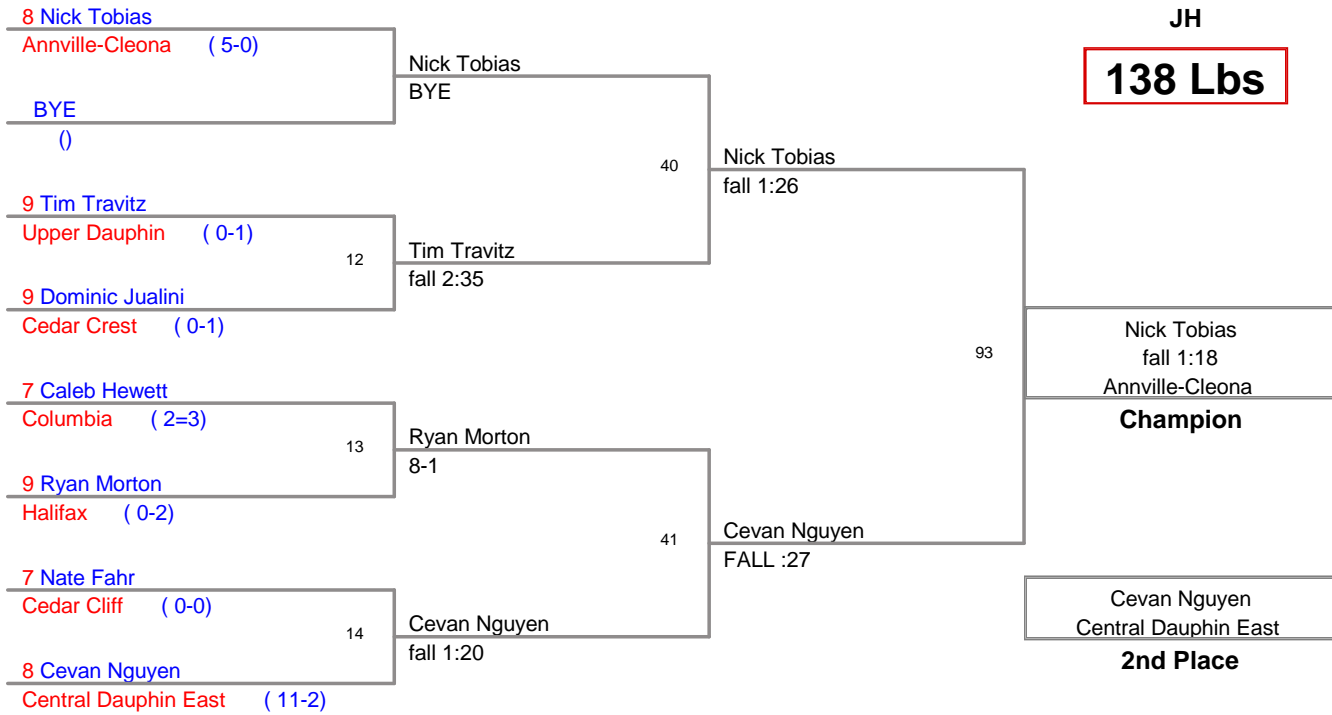 8 Nick Tobias
Annville-Cleona ( 5-0)
BYE
()
9 Tim Travitz
Upper Dauphin ( 0-1)
12
9 Dominic Jualini
Cedar Crest ( 0-1)
7 Caleb Hewett
Columbia ( 2=3)
13
9 Ryan Morton
Halifax ( 0-2)
7 Nate Fahr
Cedar Cliff ( 0-0)
14
8 Cevan Nguyen
Central Dauphin East ( 11-2)
Nick Tobias
BYE
40
Tim Travitz
fall 2:35
Ryan Morton
8-1
41
Cevan Nguyen
fall 1:20
Nick Tobias
fall 1:26
93
Cevan Nguyen
FALL :27
JH
138 Lbs
Nick Tobias
fall 1:18
Annville-Cleona
Champion
Cevan Nguyen
Central Dauphin East
2nd Place